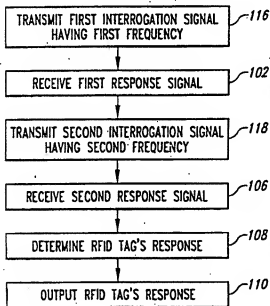 TRANSMIT FIRST INTERROGATION SIGNAL
HAVING FIRST FREQUENCY
116
RECEIVE FIRST RESPONSE SIGNAL
102
TRANSMIT SECOND INTERROGATION SIGNAL
HAVING SECOND FREQUENCY
118
RECEIVE SECOND RESPONSE SIGNAL
106
DETERMINE RFID TAG'S RESPONSE
108
OUTPUT RFID TAG'S RESPONSE
110